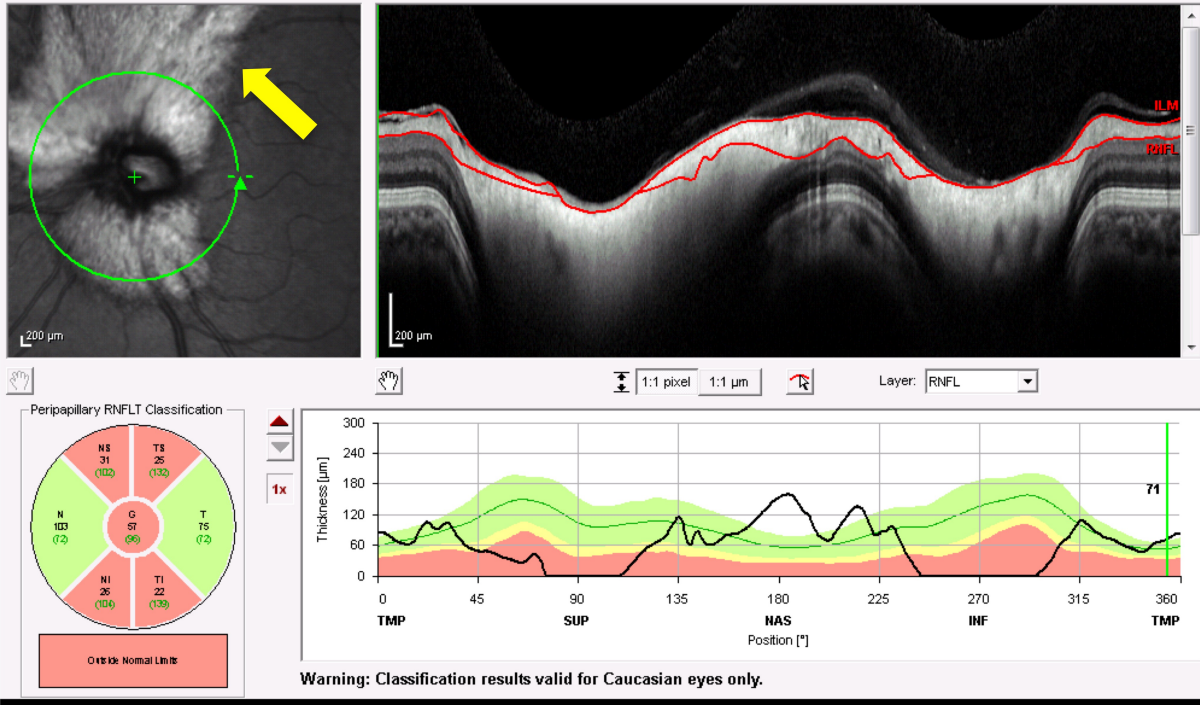 ILM
RNFL
200 µm
200 µm
1:1 pixel
1:1 µm
Layer:
RNFL
Peripapillary RNFLT Classification
NS
31
(102)
TS
25
(132)
N
103
(72)
G
57
(96)
T
75
(72)
NI
26
(104)
TI
22
(139)
Outside Normal Limits
1x
Thickness [µm]
300
240
180
120
60
0
71
0 45 90 135 180 225 270 315 360
TMP SUP NAS INF TMP
Position [°]
Warning: Classification results valid for Caucasian eyes only.